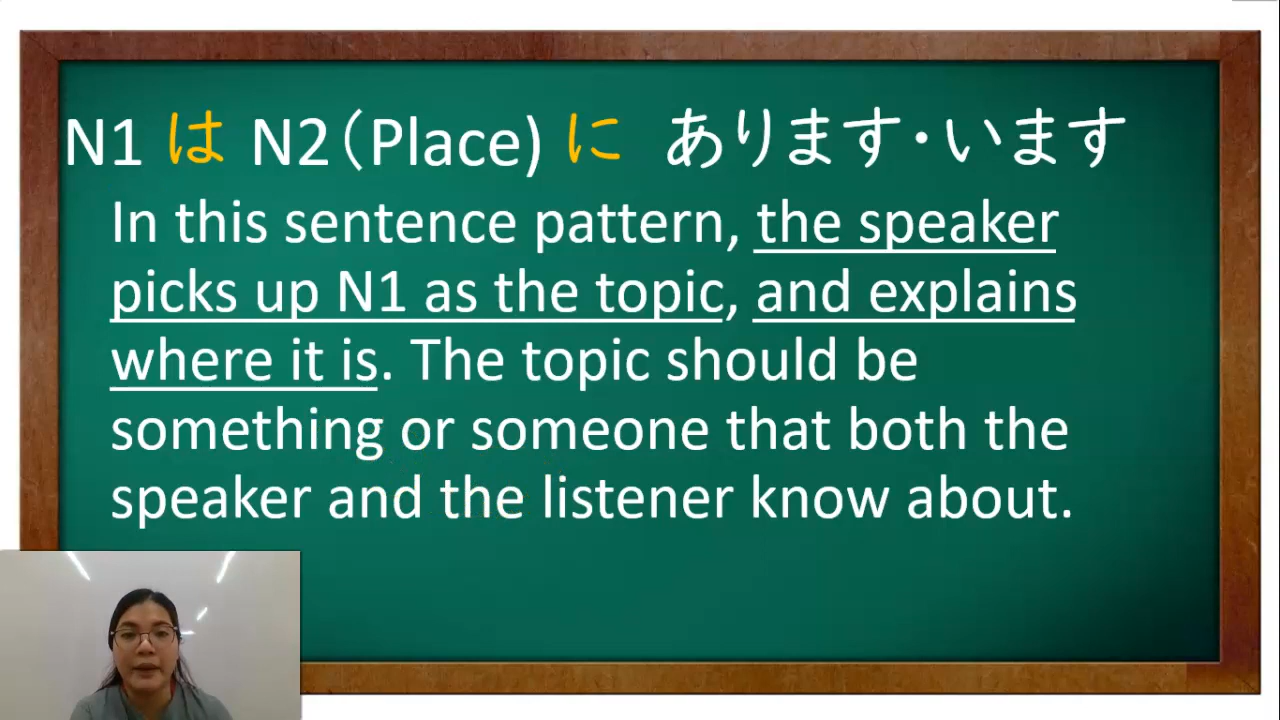 N1 は N2（Place) に あります・います
In this sentence pattern, the speaker
picks up N1 as the topic, and explains
where it is. The topic should be
something or someone that both the
speaker and the listener know about.